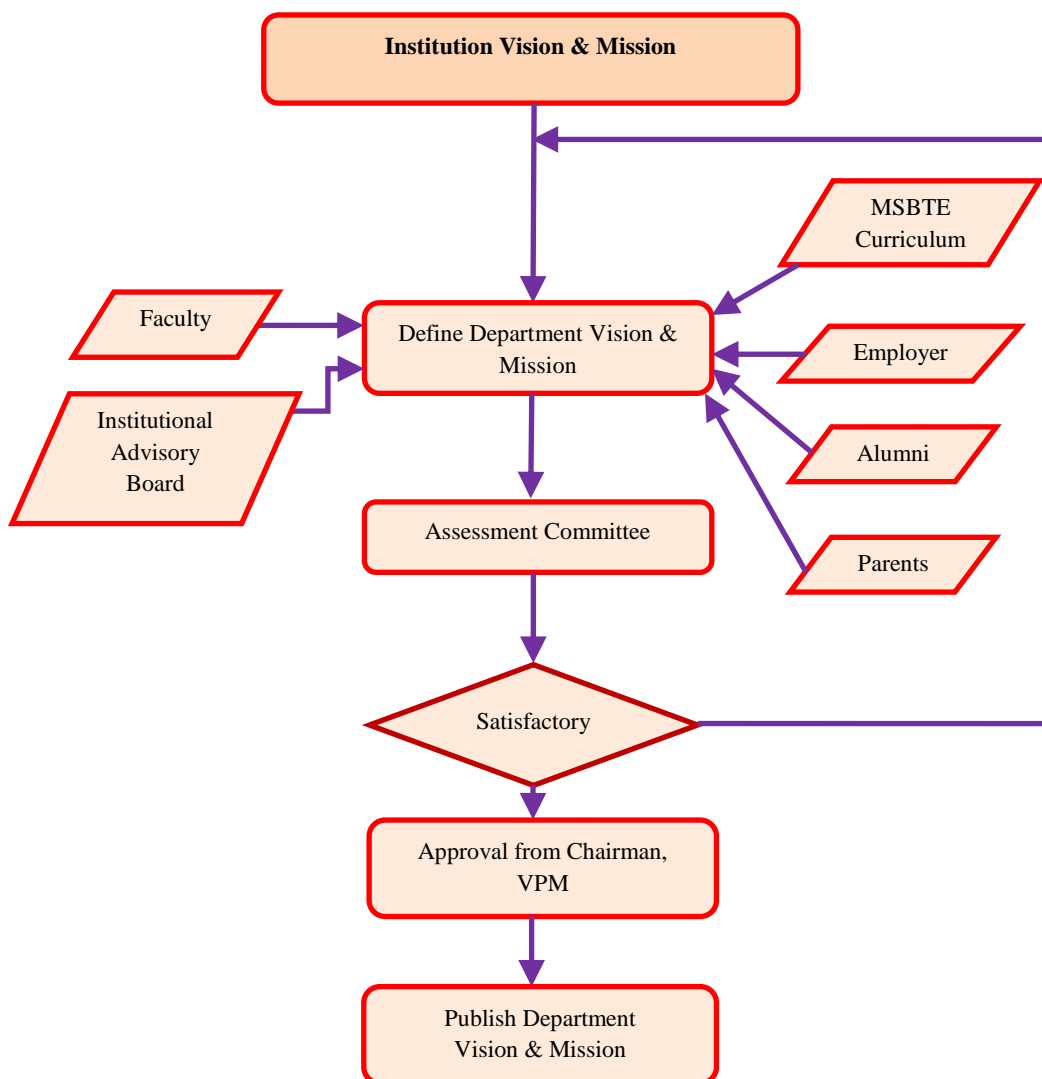 Institution Vision & Mission
MSBTE
Curriculum
Faculty
Define Department Vision &
Mission
Employer
Institutional
Advisory
Board
Alumni
Assessment Committee
Parents
Satisfactory
Approval from Chairman,
VPM
Publish Department
Vision & Mission